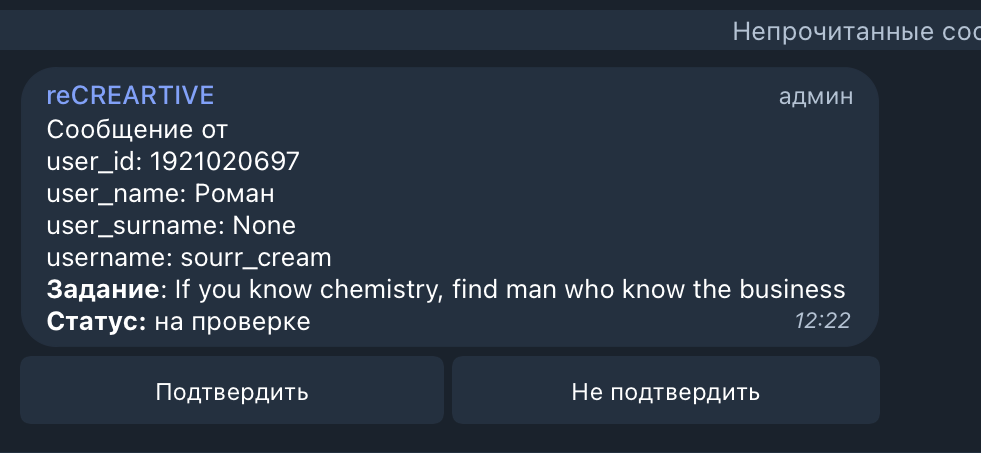 Непрочитанные
reCREARTIVE админ
Сообщение от
user_id: 1921020697
user_name: Роман
user_surname: None
username: sourr_cream
Задание: If you know chemistry, find man who know the business
Статус: на проверке 12:22
Подтвердить Не подтвердить